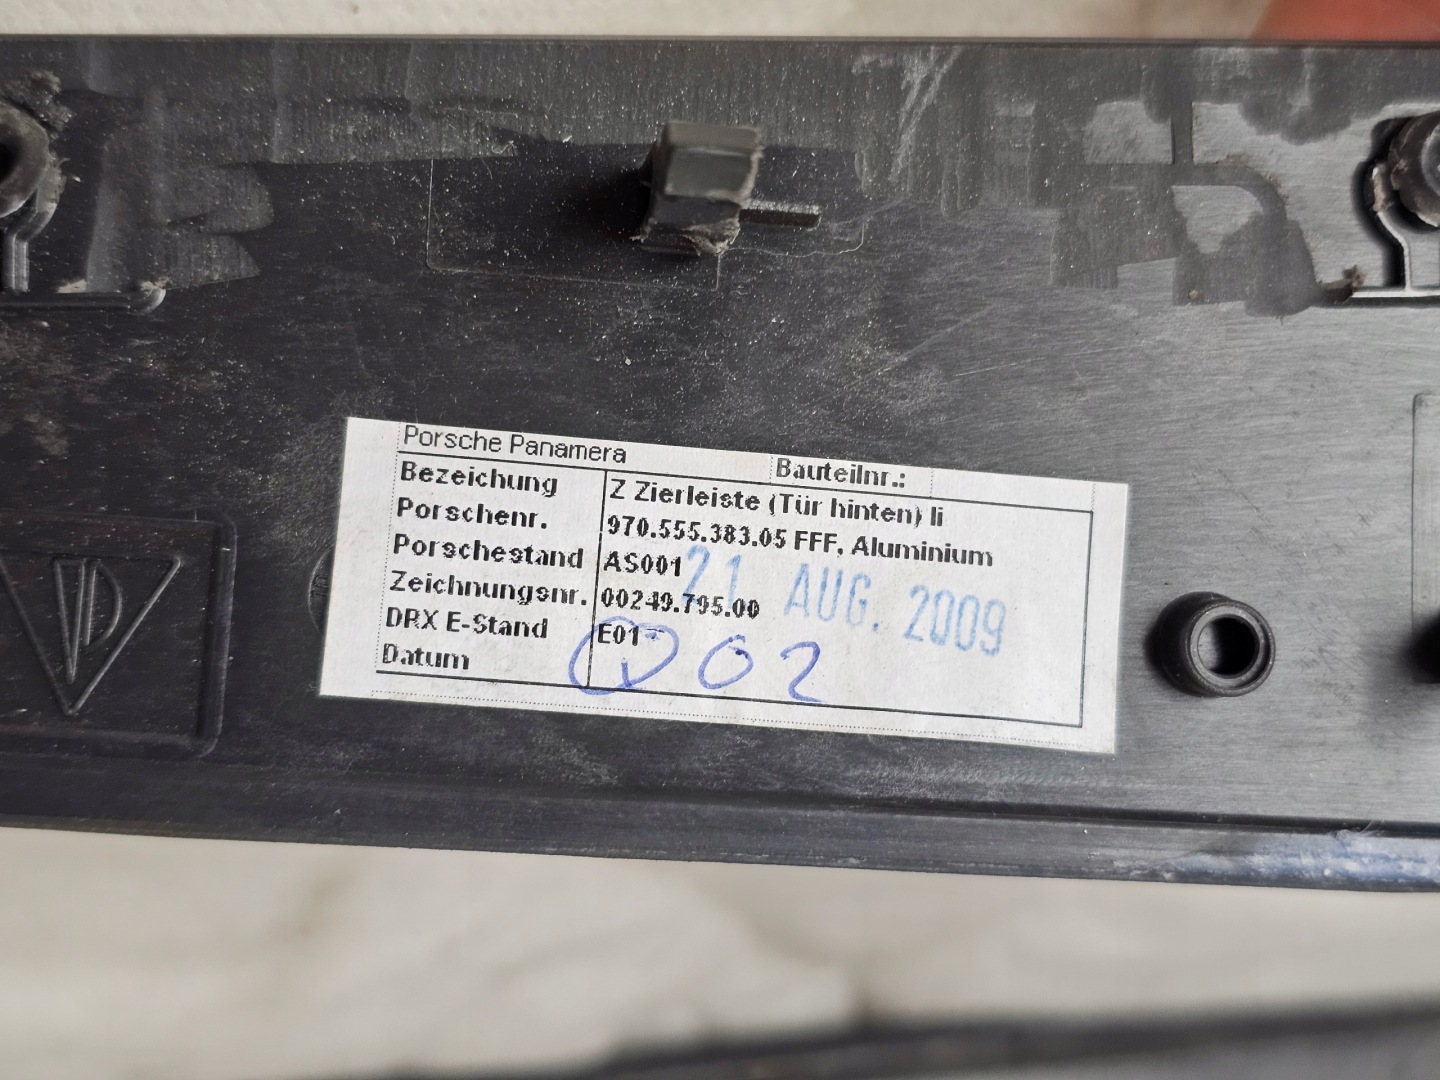 Porsche Panamera
Bauteilnr.:
Bezeichung Z Zierleiste (Tür hinten) li
Porschenr. 970.555.383.05 FFF, Aluminium
Porschestand AS001
21 AUG. 2009
Zeichnungsnr. 00249.795.00
DRX E-Stand E01
Datum
02